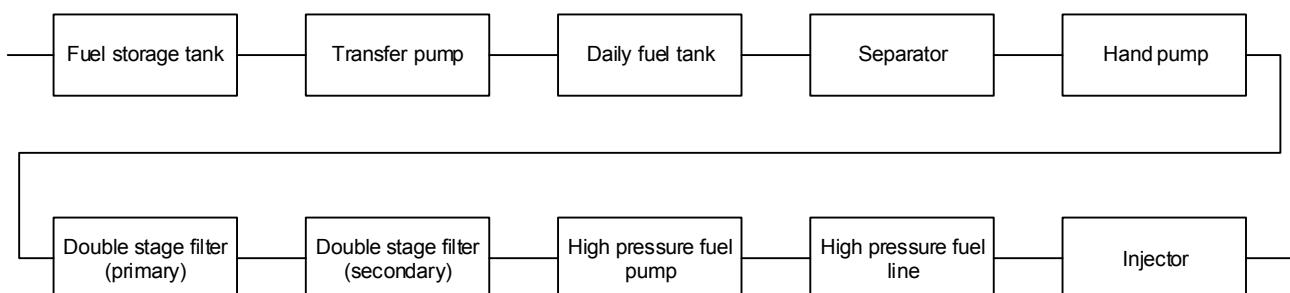 Fuel storage tank
Transfer pump
Daily fuel tank
Separator
Hand pump
Double stage filter
(primary)
Double stage filter
(secondary)
High pressure fuel
pump
High pressure fuel
line
Injector